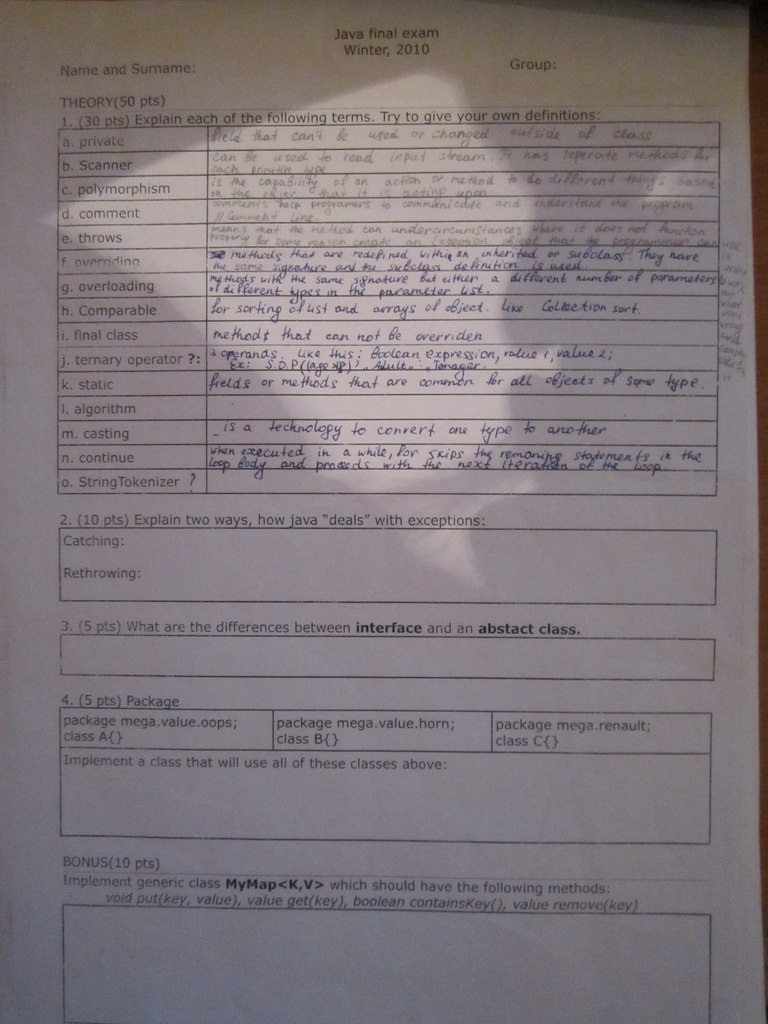 Java final exam
Winter, 2010
Name and Surname:
Group:
THEORY(50 pts)
1. (30 pts) Explain each of the following terms. Try to give your own definitions:
a. private
field that can't be used or changed outside of class
b. Scanner
can be used to read input stream. It has seperate methods for
each primitive type
c. polymorphism
is the capability of an action or method to do different things based
on the object that it is acting upon
d. comment
comments help programers to communicate and understand the program
// Comment line.
e. throws
means that the method can under circumstances where it does not function
properly for some reason create an exception object that the programmer can
f. overriding
methods that are redefined within an inherited or subclass. They have
the same signature and the subclass definition is used
g. overloading
methods with the same signature but either a different number of parameters
of different types in the parameter list.
h. Comparable
for sorting of list and arrays of object. like Collection sort.
i. final class
methods that can not be overriden
j. ternary operator ?:
3 operands. like this: Boolean expression, value 1, value 2;
Ex: S.O.P((age "Adult" : "Tenager"
k. static
fields or methods that are common for all objects of same type.
l. algorithm
m. casting
_ is a technology to convert one type to another
n. continue
when executed in a while, for skips the remaning statements in the
loop body and proceeds with the next iteration of the loop.
o. StringTokenizer ?
2. (10 pts) Explain two ways, how java "deals" with exceptions:
Catching:
Rethrowing:
3. (5 pts) What are the differences between interface and an abstact class.
4. (5 pts) Package
package mega.value.oops;
class A{}
package mega.value.horn;
class B{}
package mega.renault;
class C{}
Implement a class that will use all of these classes above:
BONUS(10 pts)
Implement generic class MyMap<K,V> which should have the following methods:
void put(key, value), value get(key), boolean containsKey(), value remove(key)